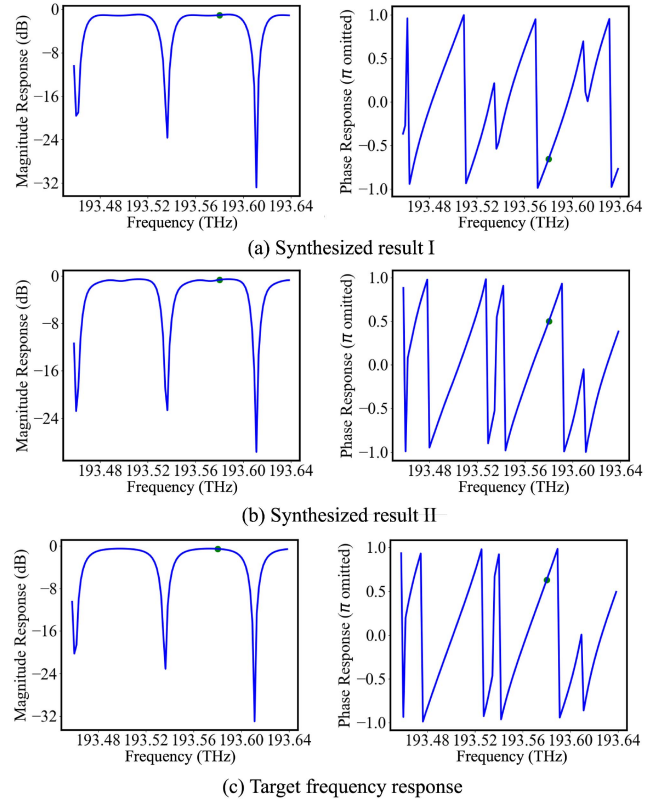 0
−8
−16
−24
−32
Magnitude Response (dB)
193.48 193.52 193.56 193.60 193.64
Frequency (THz)
1.0
0.5
0.0
−0.5
−1.0
Phase Response (π omitted)
193.48 193.52 193.56 193.60 193.64
Frequency (THz)
(a) Synthesized result I
0
−8
−16
−24
Magnitude Response (dB)
193.48 193.52 193.56 193.60 193.64
Frequency (THz)
1.0
0.5
0.0
−0.5
−1.0
Phase Response (π omitted)
193.48 193.52 193.56 193.60 193.64
Frequency (THz)
(b) Synthesized result II
0
−8
−16
−24
−32
Magnitude Response (dB)
193.48 193.52 193.56 193.60 193.64
Frequency (THz)
1.0
0.5
0.0
−0.5
−1.0
Phase Response (π omitted)
193.48 193.52 193.56 193.60 193.64
Frequency (THz)
(c) Target frequency response